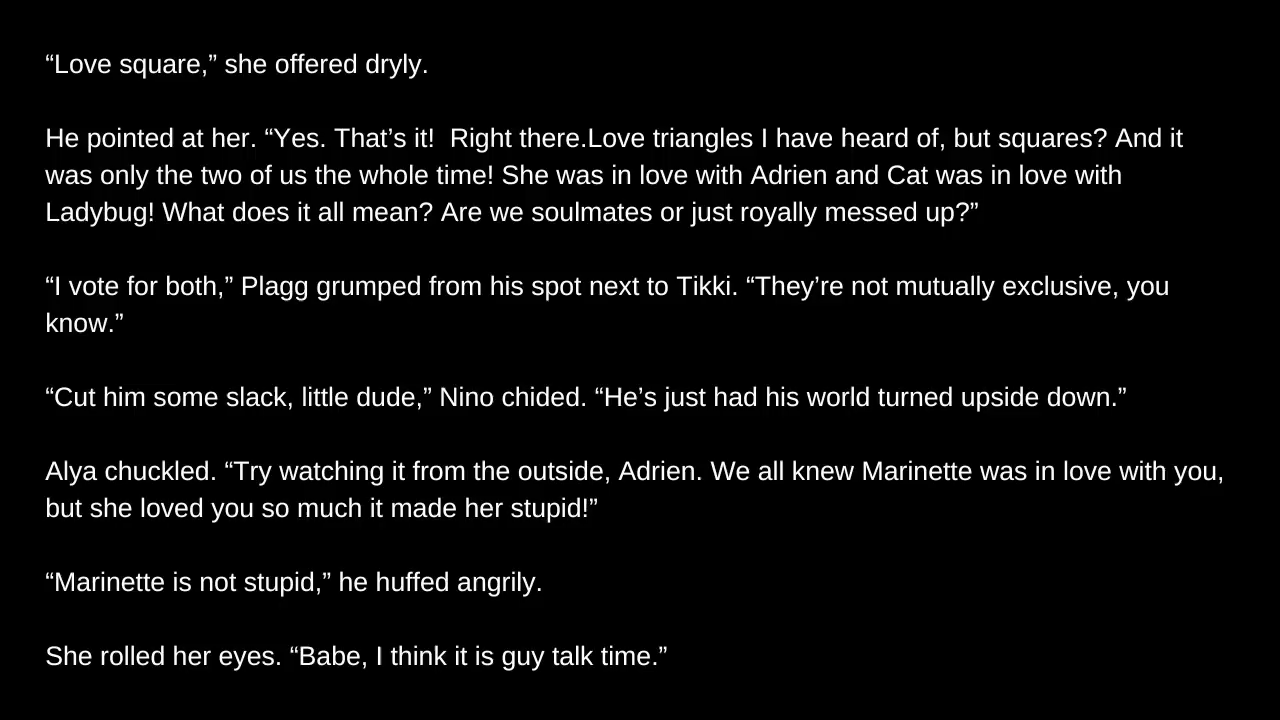 “Love square,” she offered dryly.
He pointed at her. “Yes. That’s it!  Right there.Love triangles I have heard of, but squares? And it
was only the two of us the whole time! She was in love with Adrien and Cat was in love with
Ladybug! What does it all mean? Are we soulmates or just royally messed up?”
“I vote for both,” Plagg grumped from his spot next to Tikki. “They’re not mutually exclusive, you
know.”
“Cut him some slack, little dude,” Nino chided. “He’s just had his world turned upside down.”
Alya chuckled. “Try watching it from the outside, Adrien. We all knew Marinette was in love with you,
but she loved you so much it made her stupid!”
“Marinette is not stupid,” he huffed angrily.
She rolled her eyes. “Babe, I think it is guy talk time.”